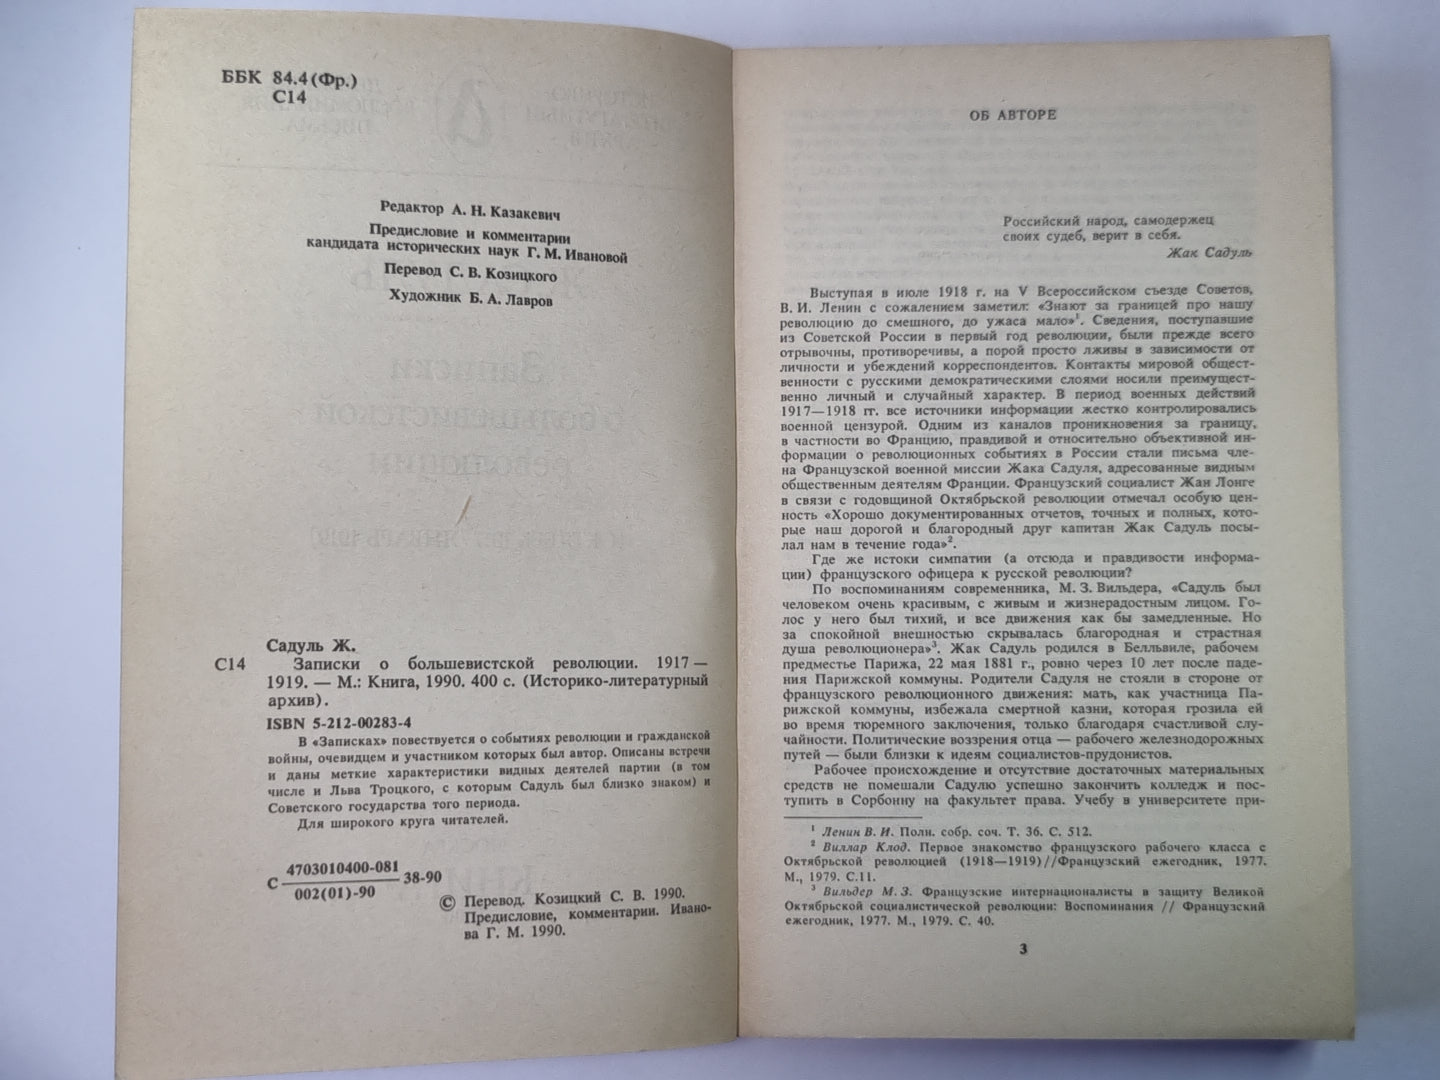 ББК 84.4(Фр.)
С14
Редактор А. Н. Казакевич
Предисловие и комментарии
кандидата исторических наук Г. М. Ивановой
Перевод С. В. Козицкого
Художник Б. А. Лавров
Садуль Ж.
С14 Записки о большевистской революции. 1917—
1919. — М.: Книга, 1990. 400 с. (Историко-литературный
архив).
ISBN 5-212-00283-4
В «Записках» повествуется о событиях революции и гражданской
войны, очевидцем и участником которых был автор. Описаны встречи
и даны меткие характеристики видных деятелей партии (в том
числе и Льва Троцкого, с которым Садуль был близко знаком) и
Советского государства того периода.
Для широкого круга читателей.
С 4703010400-081 38-90
002(01)-90
© Перевод. Козицкий С. В. 1990.
Предисловие, комментарии. Ивано-
ва Г. М. 1990.
ОБ АВТОРЕ
Российский народ, самодержец
своих судеб, верит в себя.
Жак Садуль
Выступая в июле 1918 г. на V Всероссийском съезде Советов,
В. И. Ленин с сожалением заметил: «Знают за границей про нашу
революцию до смешного, до ужаса мало»¹. Сведения, поступавшие
из Советской России в первый год революции, были прежде всего
отрывочны, противоречивы, а порой просто лживы в зависимости от
личности и убеждений корреспондентов. Контакты мировой общест-
венности с русскими демократическими слоями носили преимущест-
венно личный и случайный характер. В период военных действий
1917—1918 гг. все источники информации жестко контролировались
военной цензурой. Одним из каналов проникновения за границу,
в частности во Францию, правдивой и относительно объективной ин-
формации о революционных событиях в России стали письма чле-
на Французской военной миссии Жака Садуля, адресованные видным
общественным деятелям Франции. Французский социалист Жан Лонге
в связи с годовщиной Октябрьской революции отмечал особую цен-
ность «Хорошо документированных отчетов, точных и полных, кото-
рые наш дорогой и благородный друг капитан Жак Садуль посы-
лал нам в течение года»².
Где же истоки симпатии (а отсюда и правдивости информа-
ции) французского офицера к русской революции?
По воспоминаниям современника, М. З. Вильдера, «Садуль был
человеком очень красивым, с живым и жизнерадостным лицом. Го-
лос у него был тихий, и все движения как бы замедленные. Но
за спокойной внешностью скрывалась благородная и страстная
душа революционера»³. Жак Садуль родился в Белльвиле, рабочем
предместье Парижа, 22 мая 1881 г., ровно через 10 лет после паде-
ния Парижской коммуны. Родители Садуля не стояли в стороне от
французского революционного движения: мать, как участница Па-
рижской коммуны, избежала смертной казни, которая грозила ей
во время тюремного заключения, только благодаря счастливой слу-
чайности. Политические воззрения отца — рабочего железнодорожных
путей — были близки к идеям социалистов-прудонистов.
Рабочее происхождение и отсутствие достаточных материальных
средств не помешали Садулю успешно закончить колледж и пос-
тупить в Сорбонну на факультет права. Учебу в университете при-
¹ Ленин В. И. Полн. собр. соч. Т. 36. С. 512.
² Виллар Клод. Первое знакомство французского рабочего класса с
Октябрьской революцией (1918—1919)//Французский ежегодник, 1977.
М., 1979. С.11.
³ Вильдер М. З. Французские интернационалисты в защиту Великой
Октябрьской социалистической революции: Воспоминания // Французский
ежегодник, 1977. М., 1979. С. 40.
3